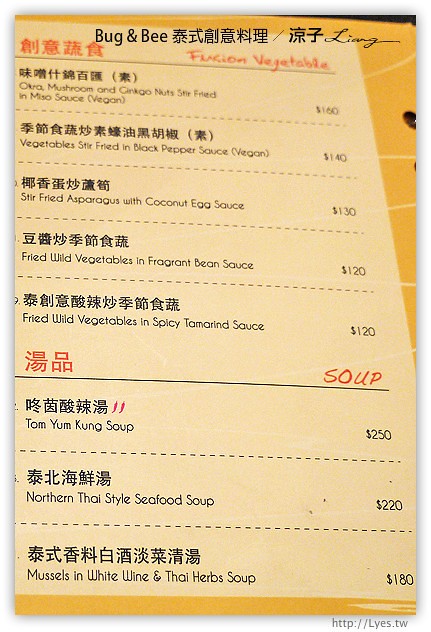 Bug & Bee 泰式創意料理 / 涼子 Liang
創意蔬食
Fusion Vegetable
味噌什錦百匯（素）
Okra, Mushroom and Ginkgo Nuts Stir Fried
in Miso Sauce (Vegan)
$160
季節食蔬炒素蠔油黑胡椒（素）
Vegetables Stir Fried in Black Pepper Sauce (Vegan)
$140
椰香蛋炒蘆筍
Stir Fried Asparagus with Coconut Egg Sauce
$130
豆醬炒季節食蔬
Fried Wild Vegetables in Fragrant Bean Sauce
$120
泰創意酸辣炒季節食蔬
Fried Wild Vegetables in Spicy Tamarind Sauce
$120
湯品
SOUP
咚茵酸辣湯
Tom Yum Kung Soup
$250
泰北海鮮湯
Northern Thai Style Seafood Soup
$220
泰式香料白酒淡菜清湯
Mussels in White Wine & Thai Herbs Soup
$180
http://Lyes.tw